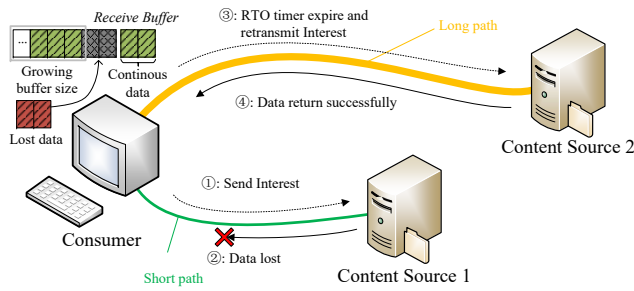 Receive Buffer
...
Growing
buffer size
Continous
data
Lost data
③: RTO timer expire and
retransmit Interest
Long path
④: Data return successfully
Content Source 2
①: Send Interest
Consumer
②: Data lost
Short path
Content Source 1